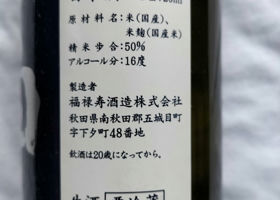 原材料名:米(国産)、
米麹(国産米)
精米歩合:50%
アルコール分:16度
製造者
福禄寿酒造株式会社
秋田県南秋田郡五城目町
字下夕町48番地
飲酒は20歳になってから。